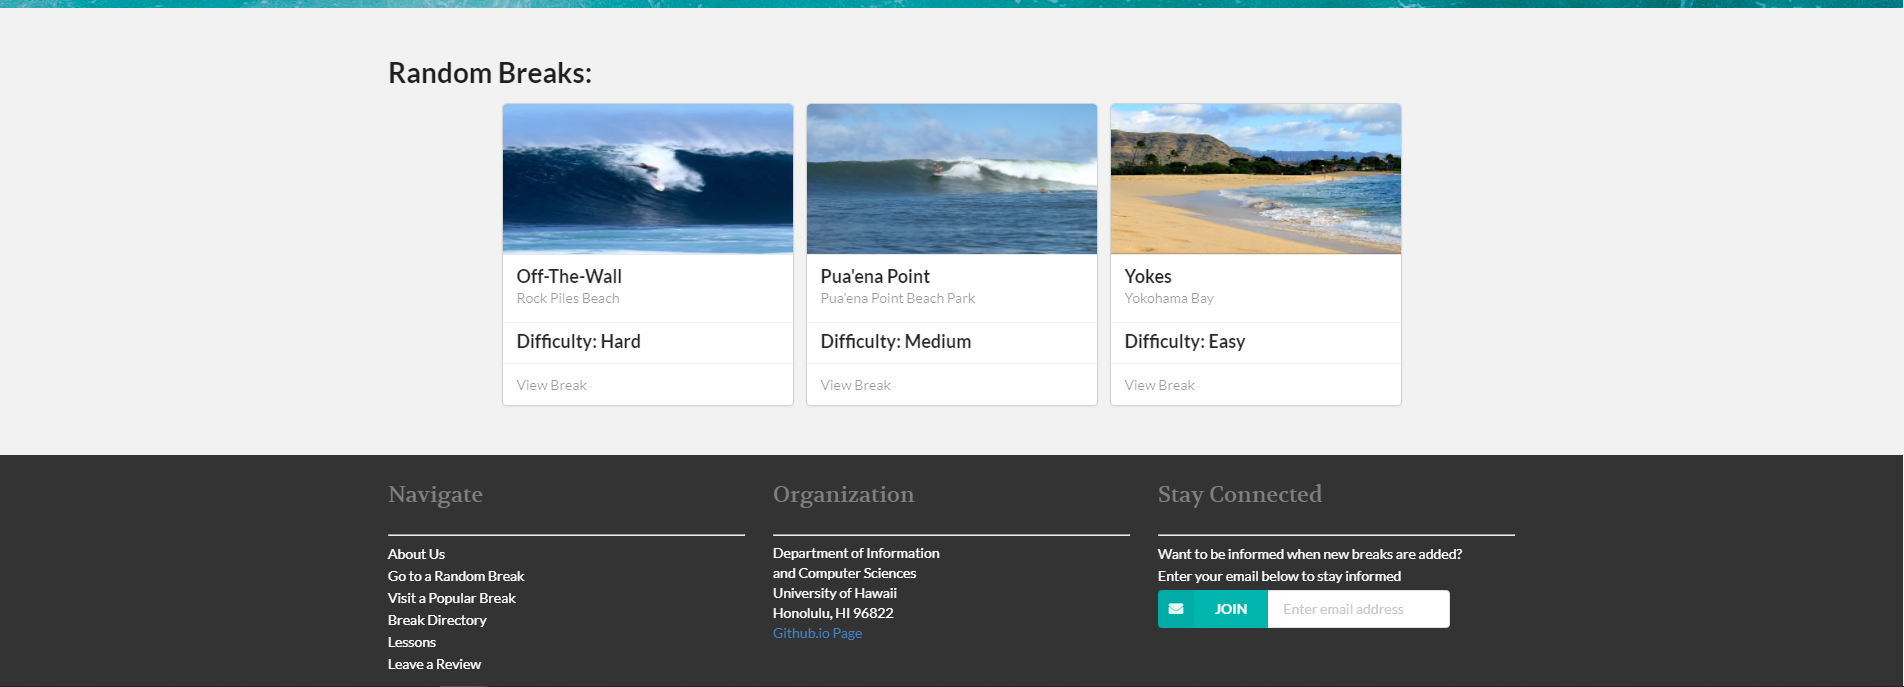 Random Breaks:
Off-The-Wall
Rock Piles Beach
Difficulty: Hard
View Break
Pua'ena Point
Pua'ena Point Beach Park
Difficulty: Medium
View Break
Yokes
Yokohama Bay
Difficulty: Easy
View Break
Navigate
About Us
Go to a Random Break
Visit a Popular Break
Break Directory
Lessons
Leave a Review
Organization
Department of Information
and Computer Sciences
University of Hawaii
Honolulu, HI 96822
Github.io Page
Stay Connected
Want to be informed when new breaks are added?
Enter your email below to stay informed
JOIN Enter email address